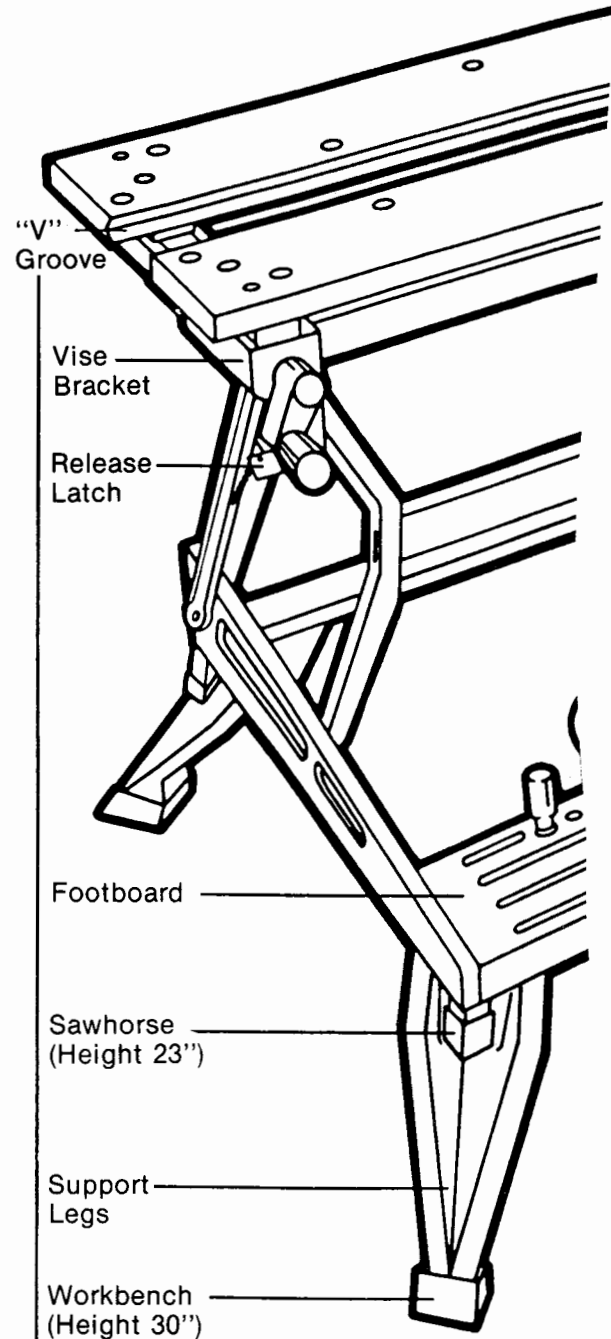 “V”
Groove
Vise
Bracket
Release
Latch
Footboard
Sawhorse
(Height 23’’)
Support
Legs
Workbench
(Height 30’’)